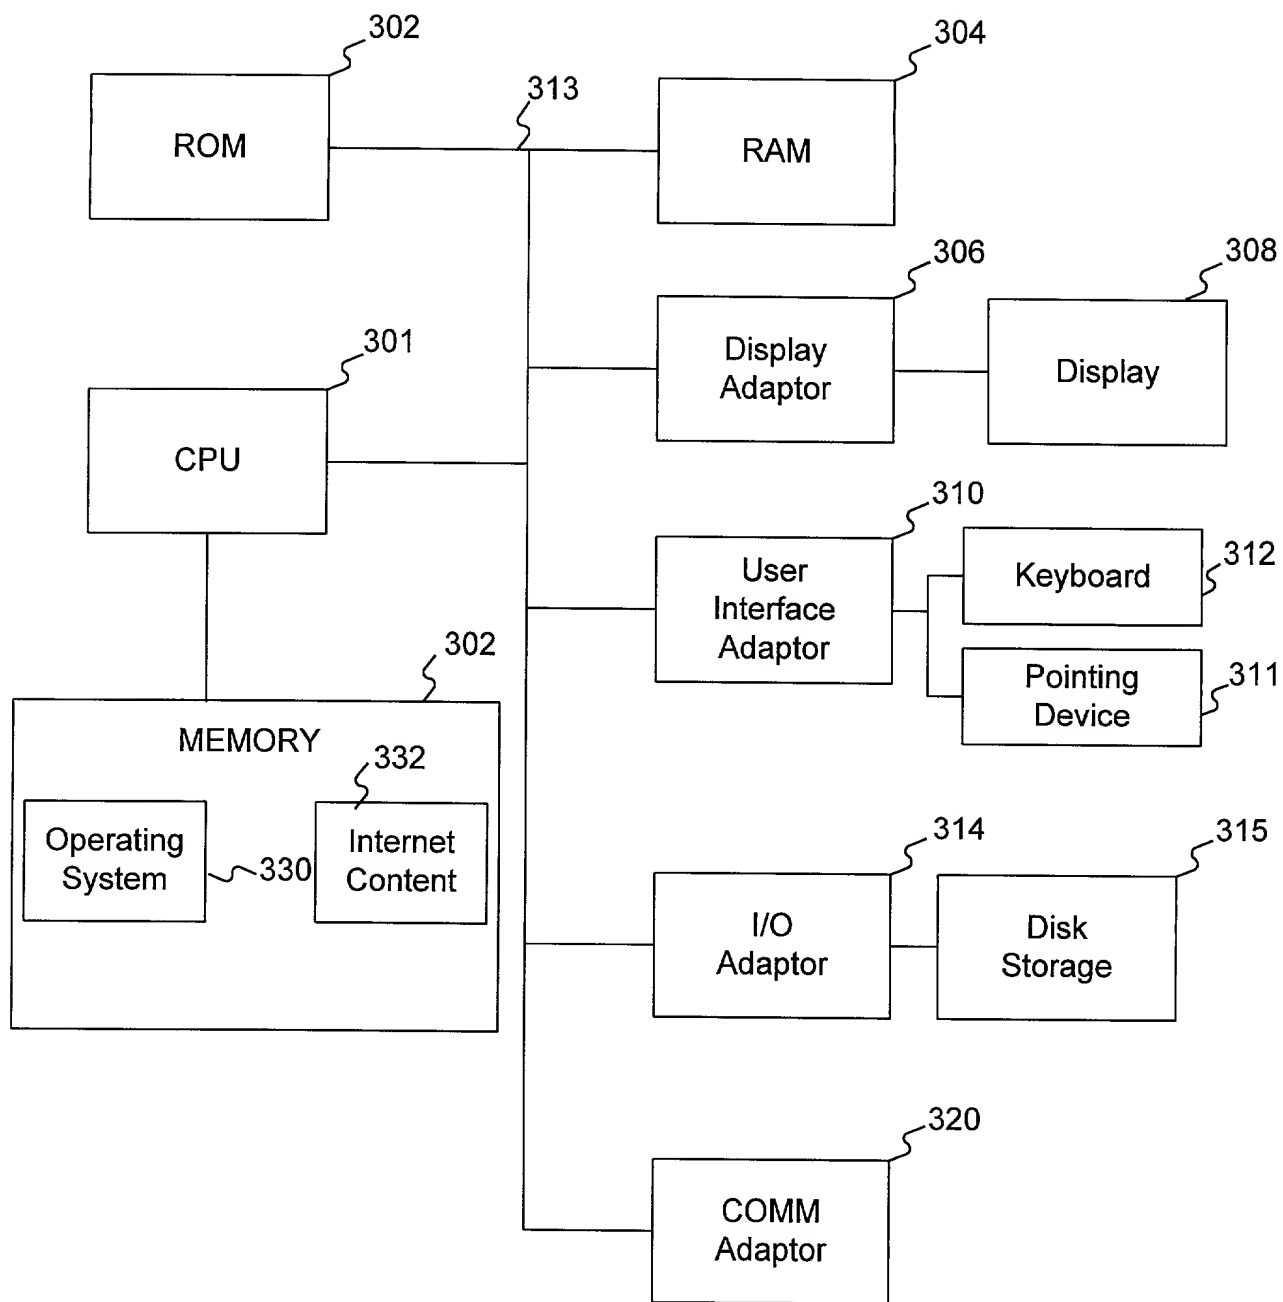 302
304
313
ROM
RAM
306
308
301
Display
Adaptor
Display
CPU
310
User
Interface
Adaptor
Keyboard
312
302
Pointing
Device
311
MEMORY
332
Operating
System
330
Internet
Content
314
315
I/O
Adaptor
Disk
Storage
320
COMM
Adaptor